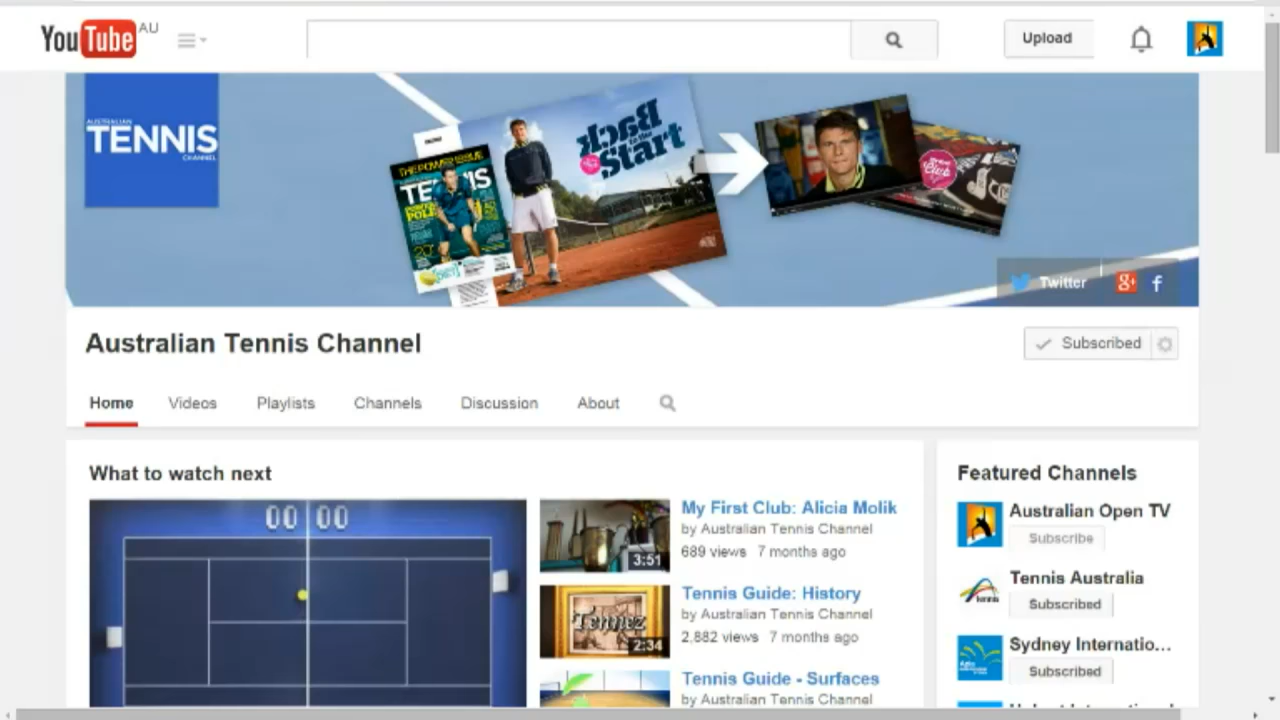 YouTube AU
Upload
AUSTRALIAN
TENNIS
CHANNEL
THE POWER ISSUE
TENNIS
Back
to the
Start
Twitter
g+ f
Australian Tennis Channel
Subscribed
Home Videos Playlists Channels Discussion About
What to watch next
00 00
My First Club: Alicia Molik
by Australian Tennis Channel
689 views 7 months ago
3:51
Tennis Guide: History
by Australian Tennis Channel
2,882 views 7 months ago
Tennez
2:34
Tennis Guide - Surfaces
by Australian Tennis Channel
Featured Channels
Australian Open TV
Subscribe
Tennis Australia
Subscribed
Sydney Internatio...
Subscribed